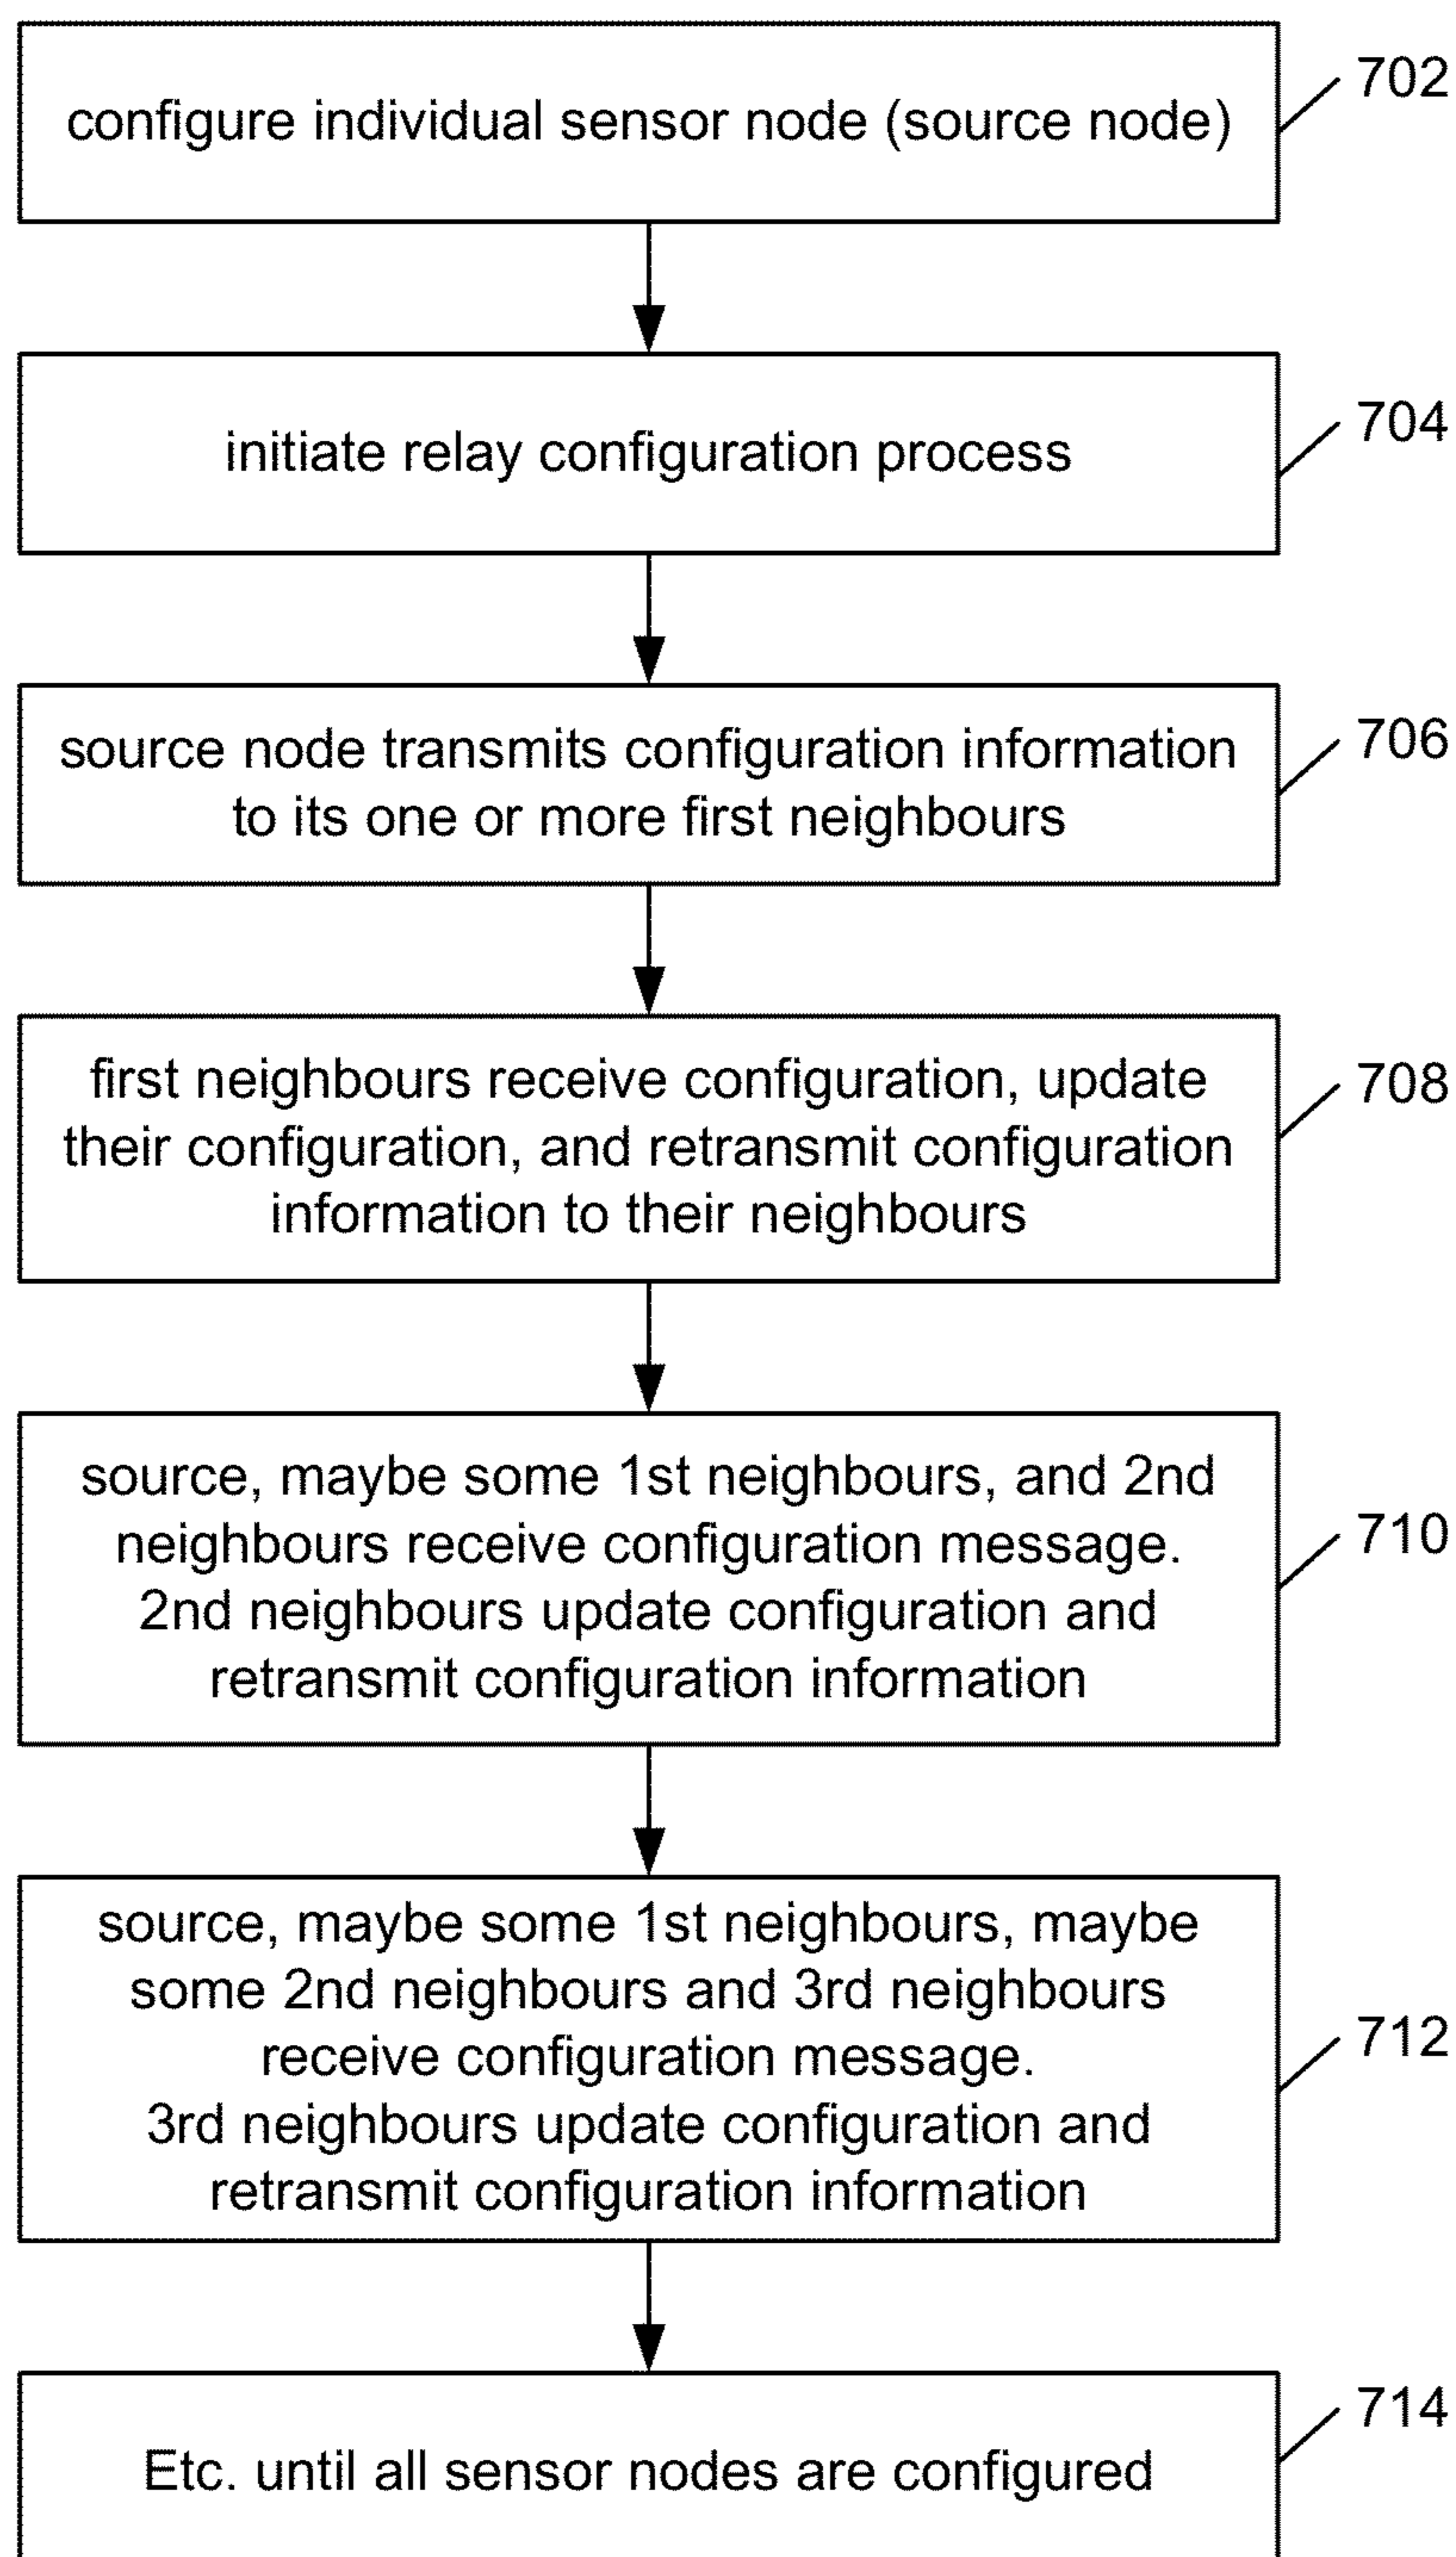 702
configure individual sensor node (source node)
704
initiate relay configuration process
706
source node transmits configuration information
to its one or more first neighbours
708
first neighbours receive configuration, update
their configuration, and retransmit configuration
information to their neighbours
710
source, maybe some 1st neighbours, and 2nd
neighbours receive configuration message.
2nd neighbours update configuration and
retransmit configuration information
712
source, maybe some 1st neighbours, maybe
some 2nd neighbours and 3rd neighbours
receive configuration message.
3rd neighbours update configuration and
retransmit configuration information
714
Etc. until all sensor nodes are configured